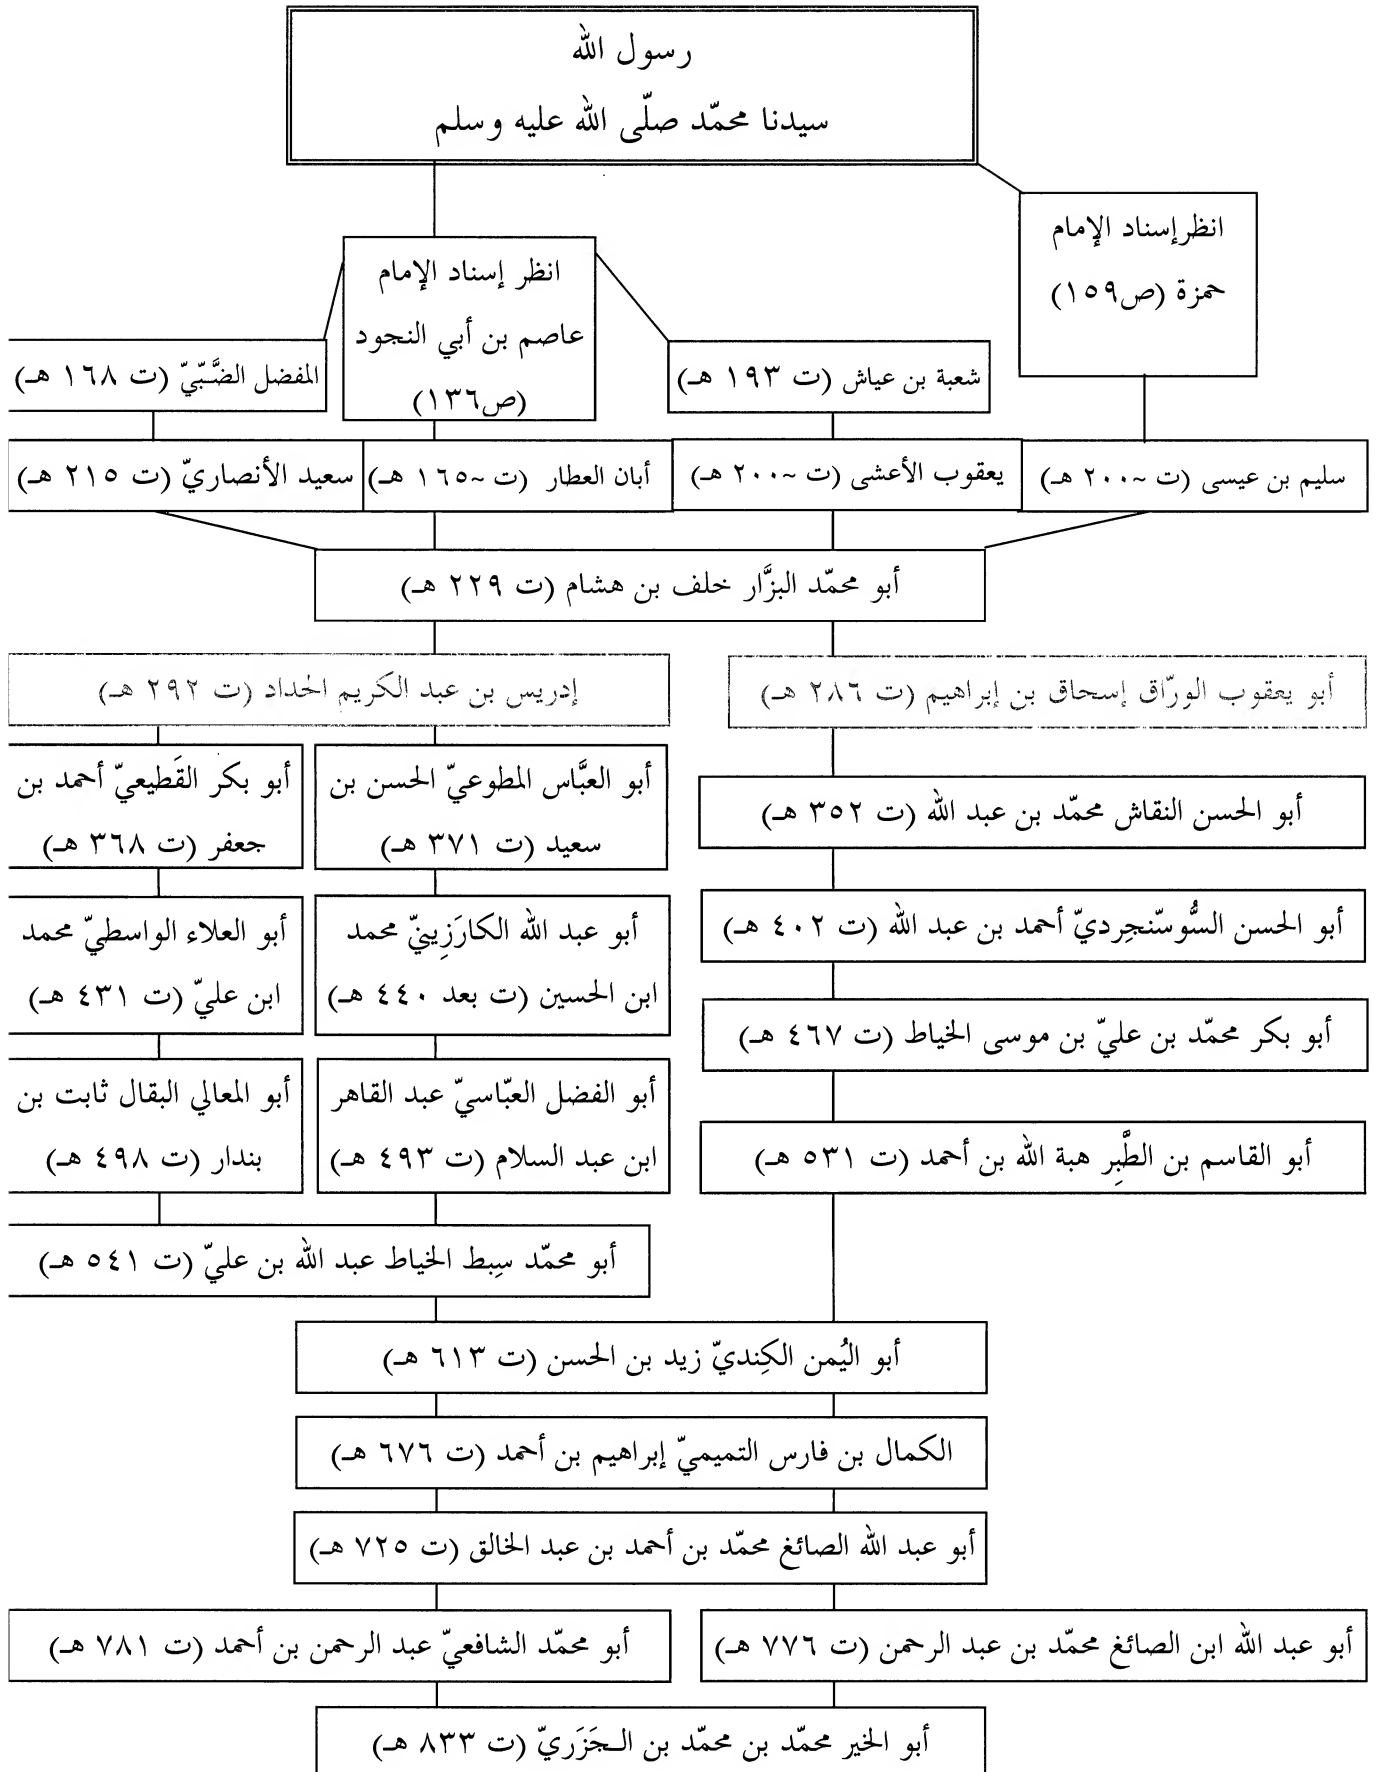 رسول الله
سيدنا محمّد صلّى الله عليه وسلم
انظر إسناد الإمام
حمزة (ص١٥٩)
انظر إسناد الإمام
عاصم بن أبي النجود
(ص١٣٦)
شعبة بن عياش (ت ١٩٣ هـ)
المفضل الضَّبّيّ (ت ١٦٨ هـ)
سليم بن عيسى (ت ~٢٠٠ هـ)
يعقوب الأعشى (ت ~٢٠٠ هـ)
أبان العطار (ت ~١٦٥ هـ)
سعيد الأنصاريّ (ت ٢١٥ هـ)
أبو محمّد البزَّار خلف بن هشام (ت ٢٢٩ هـ)
أبو يعقوب الورّاق إسحاق بن إبراهيم (ت ٢٨٦ هـ)
إدريس بن عبد الكريم الحداد (ت ٢٩٢ هـ)
أبو الحسن النقاش محمّد بن عبد الله (ت ٣٥٢ هـ)
أبو العبَّاس المطوعيّ الحسن بن
سعيد (ت ٣٧١ هـ)
أبو بكر القَطيعيّ أحمد بن
جعفر (ت ٣٦٨ هـ)
أبو الحسن السُّوسّنجِرديّ أحمد بن عبد الله (ت ٤٠٢ هـ)
أبو عبد الله الكارَزِينيّ محمد
ابن الحسين (ت بعد ٤٤٠ هـ)
أبو العلاء الواسطيّ محمد
ابن عليّ (ت ٤٣١ هـ)
أبو بكر محمّد بن عليّ بن موسى الخياط (ت ٤٦٧ هـ)
أبو الفضل العبّاسيّ عبد القاهر
ابن عبد السلام (ت ٤٩٣ هـ)
أبو المعالي البقال ثابت بن
بندار (ت ٤٩٨ هـ)
أبو القاسم بن الطَّبِر هبة الله بن أحمد (ت ٥٣١ هـ)
أبو محمّد سِبط الخياط عبد الله بن عليّ (ت ٥٤١ هـ)
أبو اليُمن الكِنديّ زيد بن الحسن (ت ٦١٣ هـ)
الكمال بن فارس التميميّ إبراهيم بن أحمد (ت ٦٧٦ هـ)
أبو عبد الله الصائغ محمّد بن أحمد بن عبد الخالق (ت ٧٢٥ هـ)
أبو عبد الله ابن الصائغ محمّد بن عبد الرحمن (ت ٧٧٦ هـ)
أبو محمّد الشافعيّ عبد الرحمن بن أحمد (ت ٧٨١ هـ)
أبو الخير محمّد بن محمّد بن الـجَزَريّ (ت ٨٣٣ هـ)